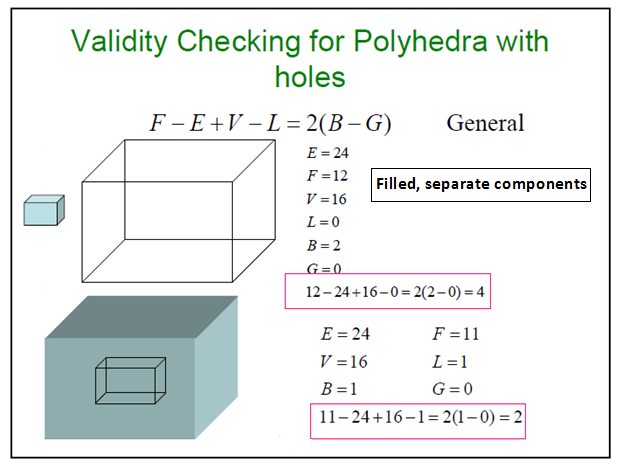 Validity Checking for Polyhedra with
holes
F – E + V – L = 2(B – G) General
E = 24
F = 12
V = 16
L = 0
B = 2
G = 0
Filled, separate components
12 – 24 + 16 – 0 = 2(2 – 0) = 4
E = 24 F = 11
V = 16 L = 1
B = 1 G = 0
11 – 24 + 16 – 1 = 2(1 – 0) = 2